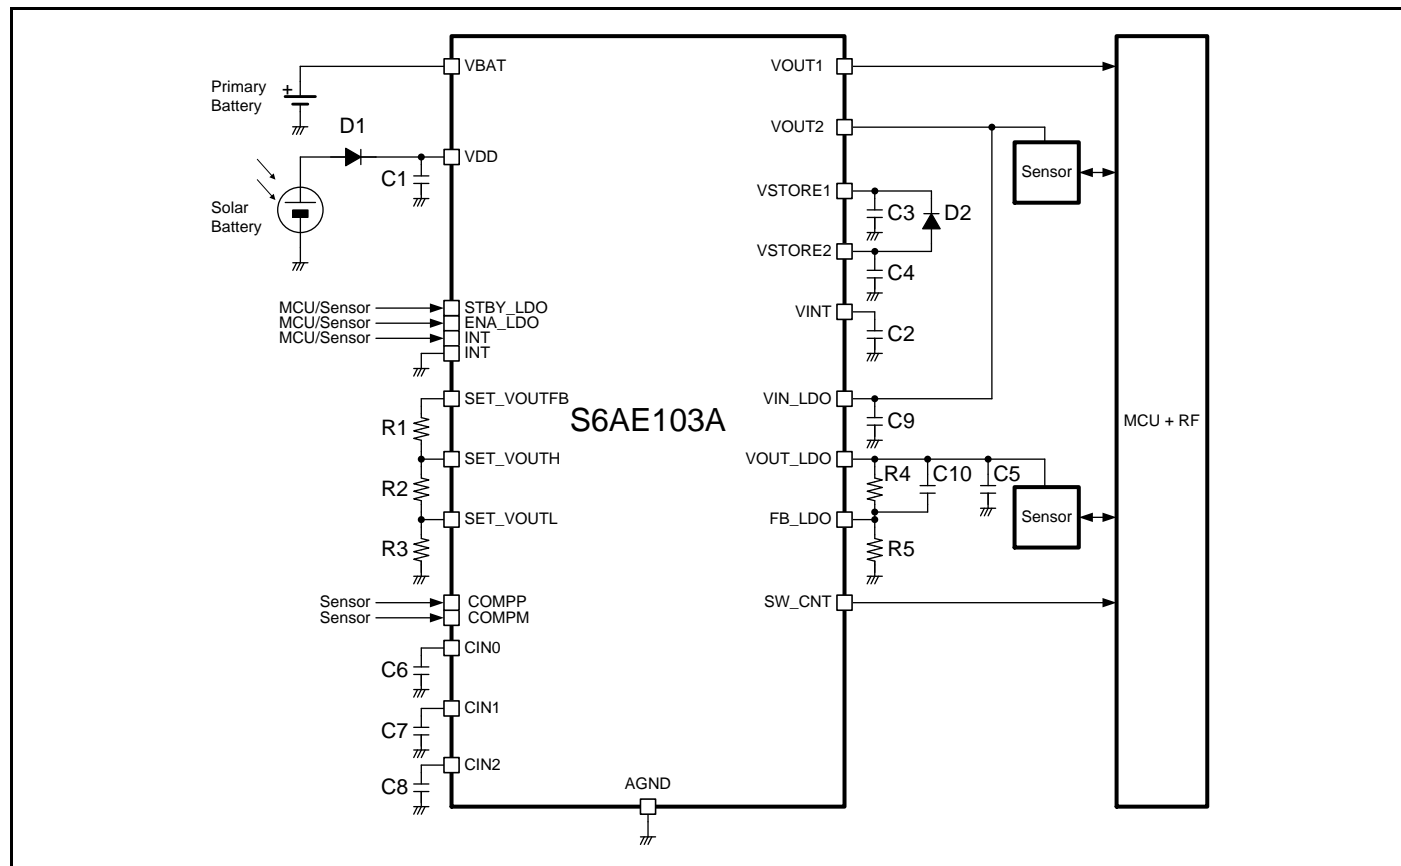 VBAT
VOUT1
Primary
Battery
+
D1
VOUT2
VDD
C1
Sensor
VSTORE1
Solar
Battery
C3
D2
VSTORE2
C4
MCU/Sensor
STBY_LDO
MCU/Sensor
ENA_LDO
MCU/Sensor
INT
INT
VINT
C2
SET_VOUTFB
VIN_LDO
R1
S6AE103A
C9
MCU + RF
SET_VOUTH
VOUT_LDO
R4
C10
C5
R2
SET_VOUTL
FB_LDO
Sensor
R3
R5
Sensor
COMPP
SW_CNT
Sensor
COMPM
CIN0
C6
CIN1
C7
CIN2
C8
AGND